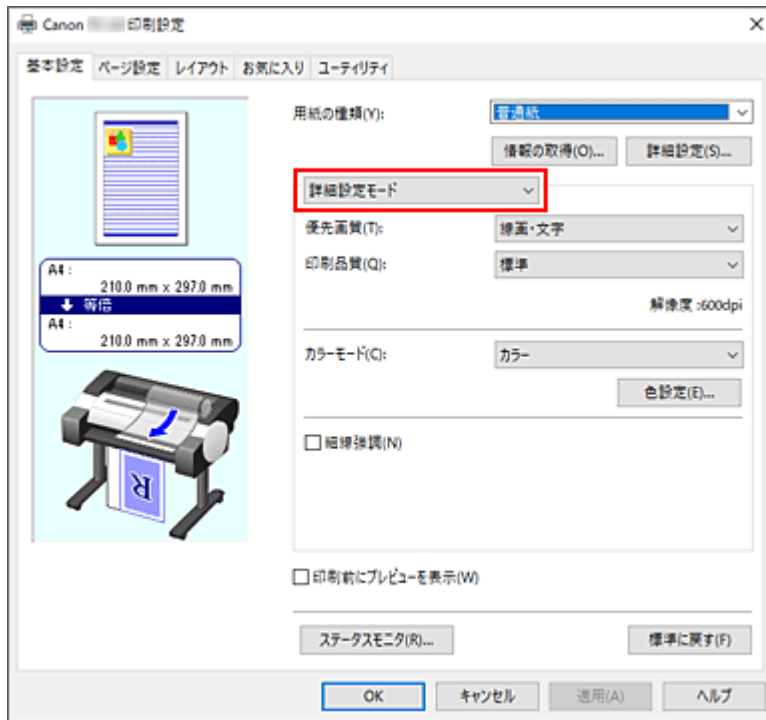 Canon 印刷設定
基本設定 ページ設定 レイアウト お気に入り ユーティリティ
用紙の種類(Y): 普通紙
情報の取得(O)... 詳細設定(S)...
詳細設定モード
優先画質(T): 線画・文字
印刷品質(Q): 標準
解像度 :600dpi
カラーモード(C): カラー
色設定(E)...
細線強調(N)
A4 :
210.0 mm x 297.0 mm
等倍
A4 :
210.0 mm x 297.0 mm
R
印刷前にプレビューを表示(W)
ステータスモニタ(R)... 標準に戻す(F)
OK キャンセル 適用(A) ヘルプ